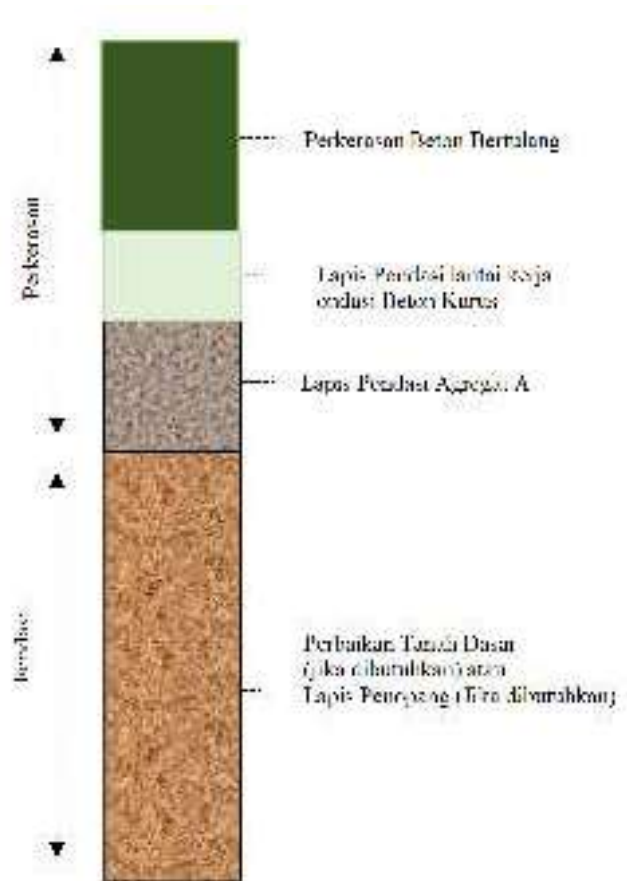 Perkerasan
Perkerasan Beton Bertulang
Lapis Pondasi lantai kerja
Beton Kurus
Lapis Pondasi Agregat A
Perbaikan Tanah Dasar
(jika dibutuhkan) atau
Lapis Penopang (Jika dibutuhkan)